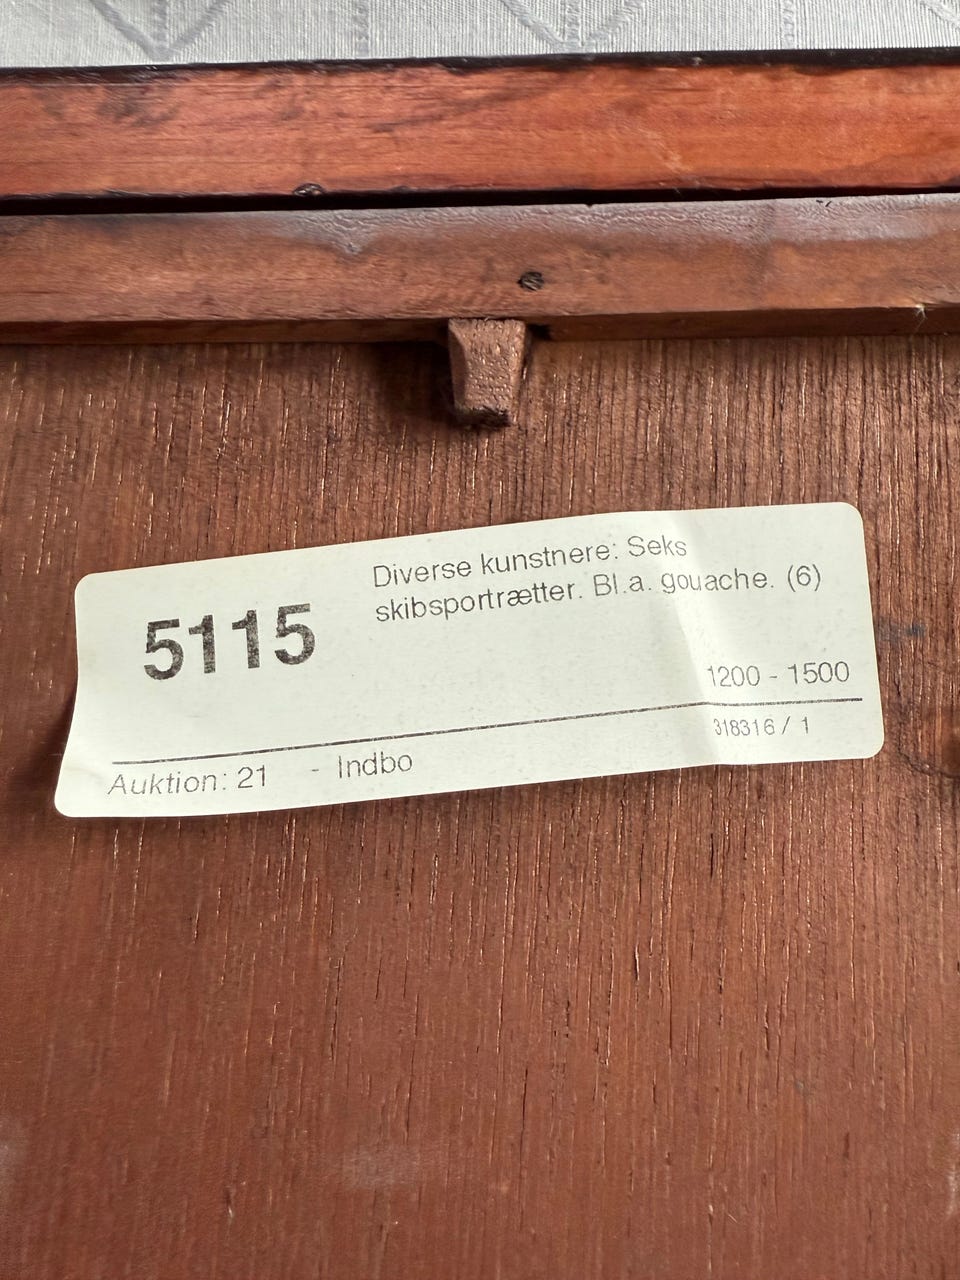 5115
Diverse kunstnere: Seks
skibsportrætter. Bl.a. gouache. (6)
1200 - 1500
318316 / 1
Auktion: 21 - Indbo